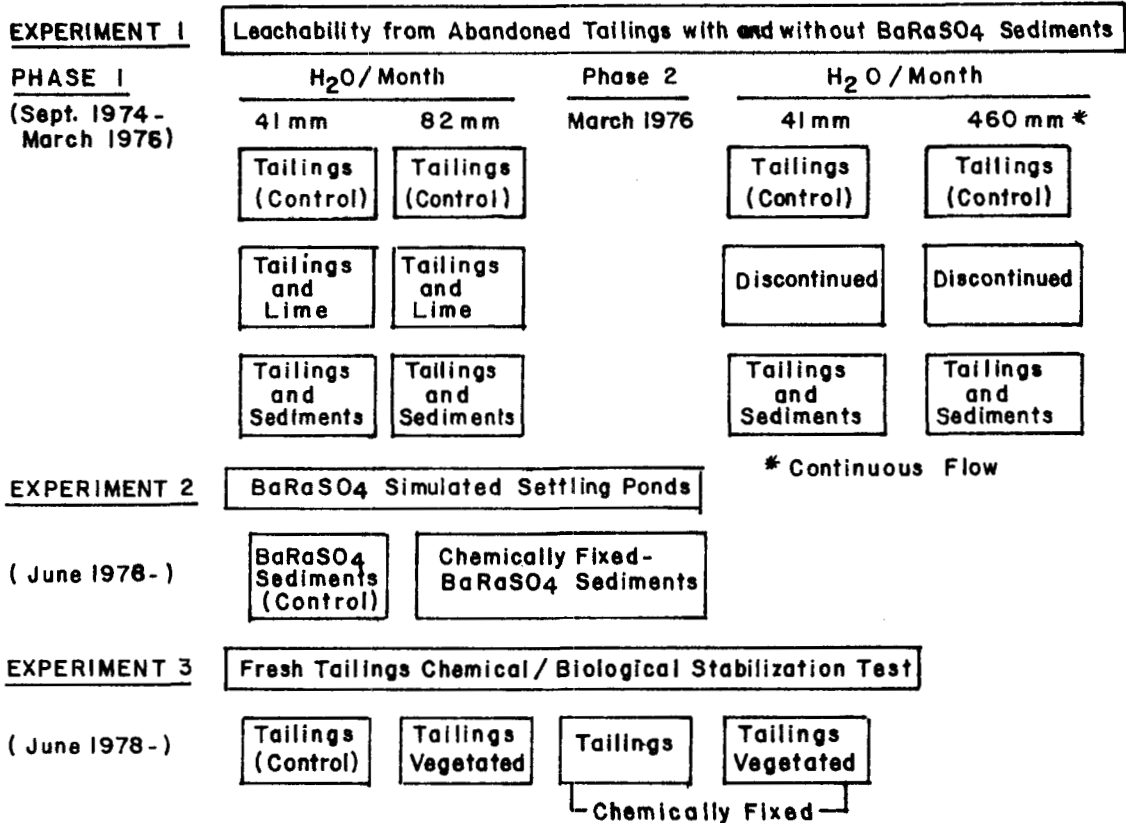 EXPERIMENT 1
Leachability from Abandoned Tailings with and without BaRaSO4 Sediments
PHASE 1
(Sept. 1974-
March 1976)
H2O/Month
41 mm 82 mm
Phase 2
March 1976
H2O/Month
41 mm 460 mm *
Tailings
(Control)
Tailings
(Control)
Tailings
(Control)
Tailings
(Control)
Tailings
and
Lime
Tailings
and
Lime
Discontinued
Discontinued
Tailings
and
Sediments
Tailings
and
Sediments
Tailings
and
Sediments
Tailings
and
Sediments
* Continuous Flow
EXPERIMENT 2
BaRaSO4 Simulated Settling Ponds
(June 1978-)
BaRaSO4
Sediments
(Control)
Chemically Fixed-
BaRaSO4 Sediments
EXPERIMENT 3
Fresh Tailings Chemical/Biological Stabilization Test
(June 1978-)
Tailings
(Control)
Tailings
Vegetated
Tailings
Tailings
Vegetated
Chemically Fixed